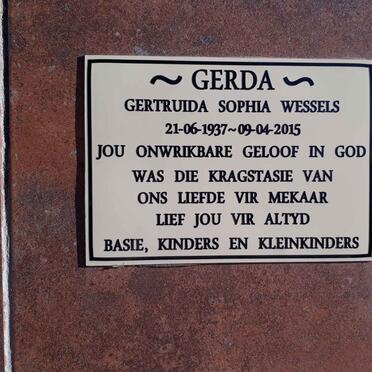 ~ GERDA ~
GERTRUIDA SOPHIA WESSELS
21-06-1937~09-04-2015
JOU ONWRIKBARE GELOOF IN GOD
WAS DIE KRAGSTASIE VAN
ONS LIEFDE VIR MEKAAR
LIEF JOU VIR ALTYD
BASIE, KINDERS EN KLEINKINDERS